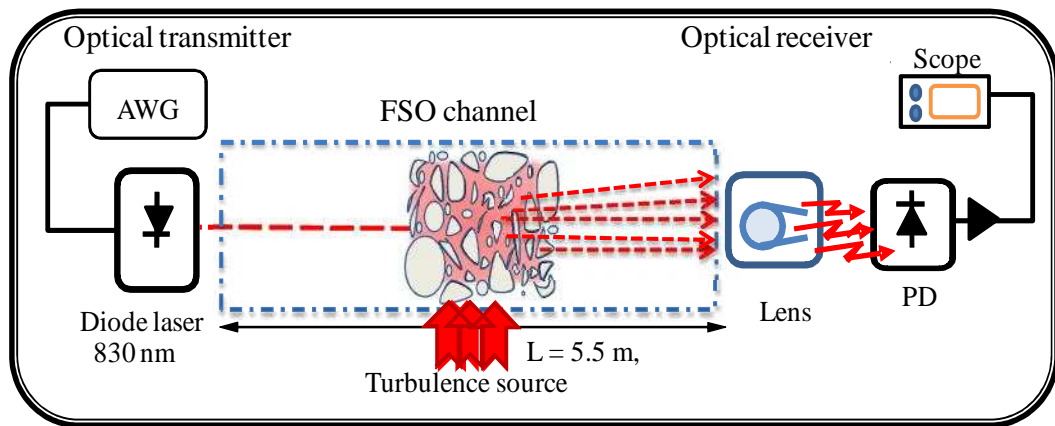 Optical transmitter
Optical receiver
Scope
AWG
FSO channel
Diode laser
830 nm
Lens
PD
L = 5.5 m,
Turbulence source